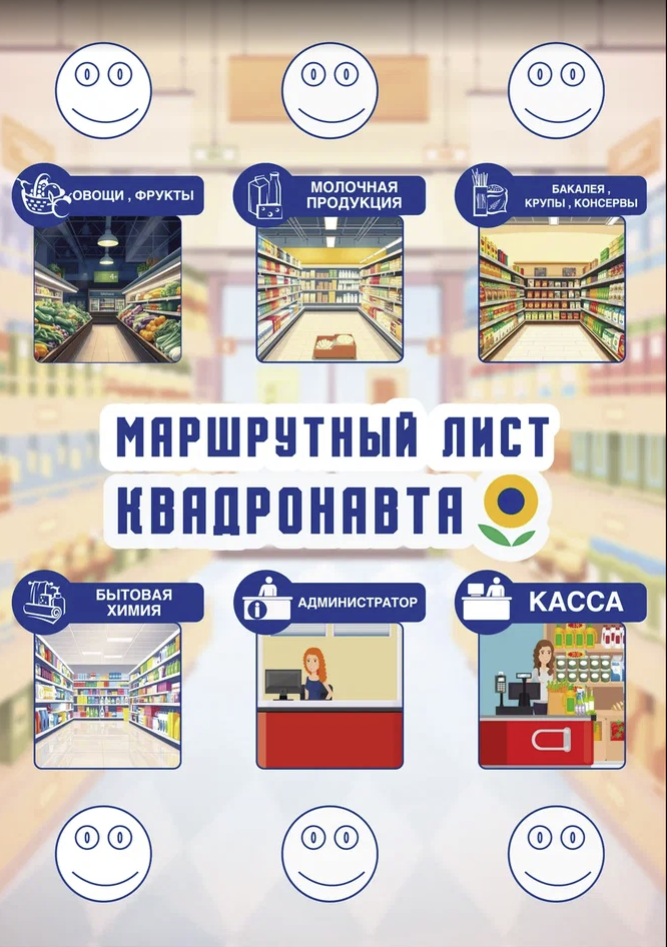 ОВОЩИ , ФРУКТЫ
МОЛОЧНАЯ
ПРОДУКЦИЯ
БАКАЛЕЯ ,
КРУПЫ , КОНСЕРВЫ
МАРШРУТНЫЙ ЛИСТ
КВАДРОНАВТА
БЫТОВАЯ
ХИМИЯ
АДМИНИСТРАТОР
КАССА